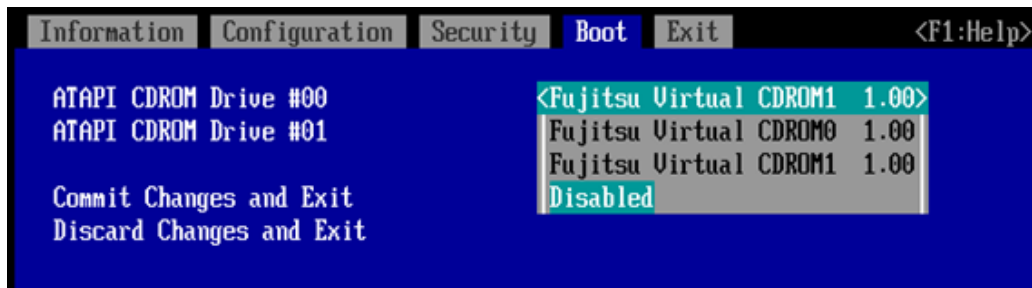 Information Configuration Security Boot Exit <F1:Help>
ATAPI CDROM Drive #00 <Fujitsu Virtual CDROM1 1.00>
ATAPI CDROM Drive #01 Fujitsu Virtual CDROM0 1.00
Fujitsu Virtual CDROM1 1.00
Commit Changes and Exit Disabled
Discard Changes and Exit